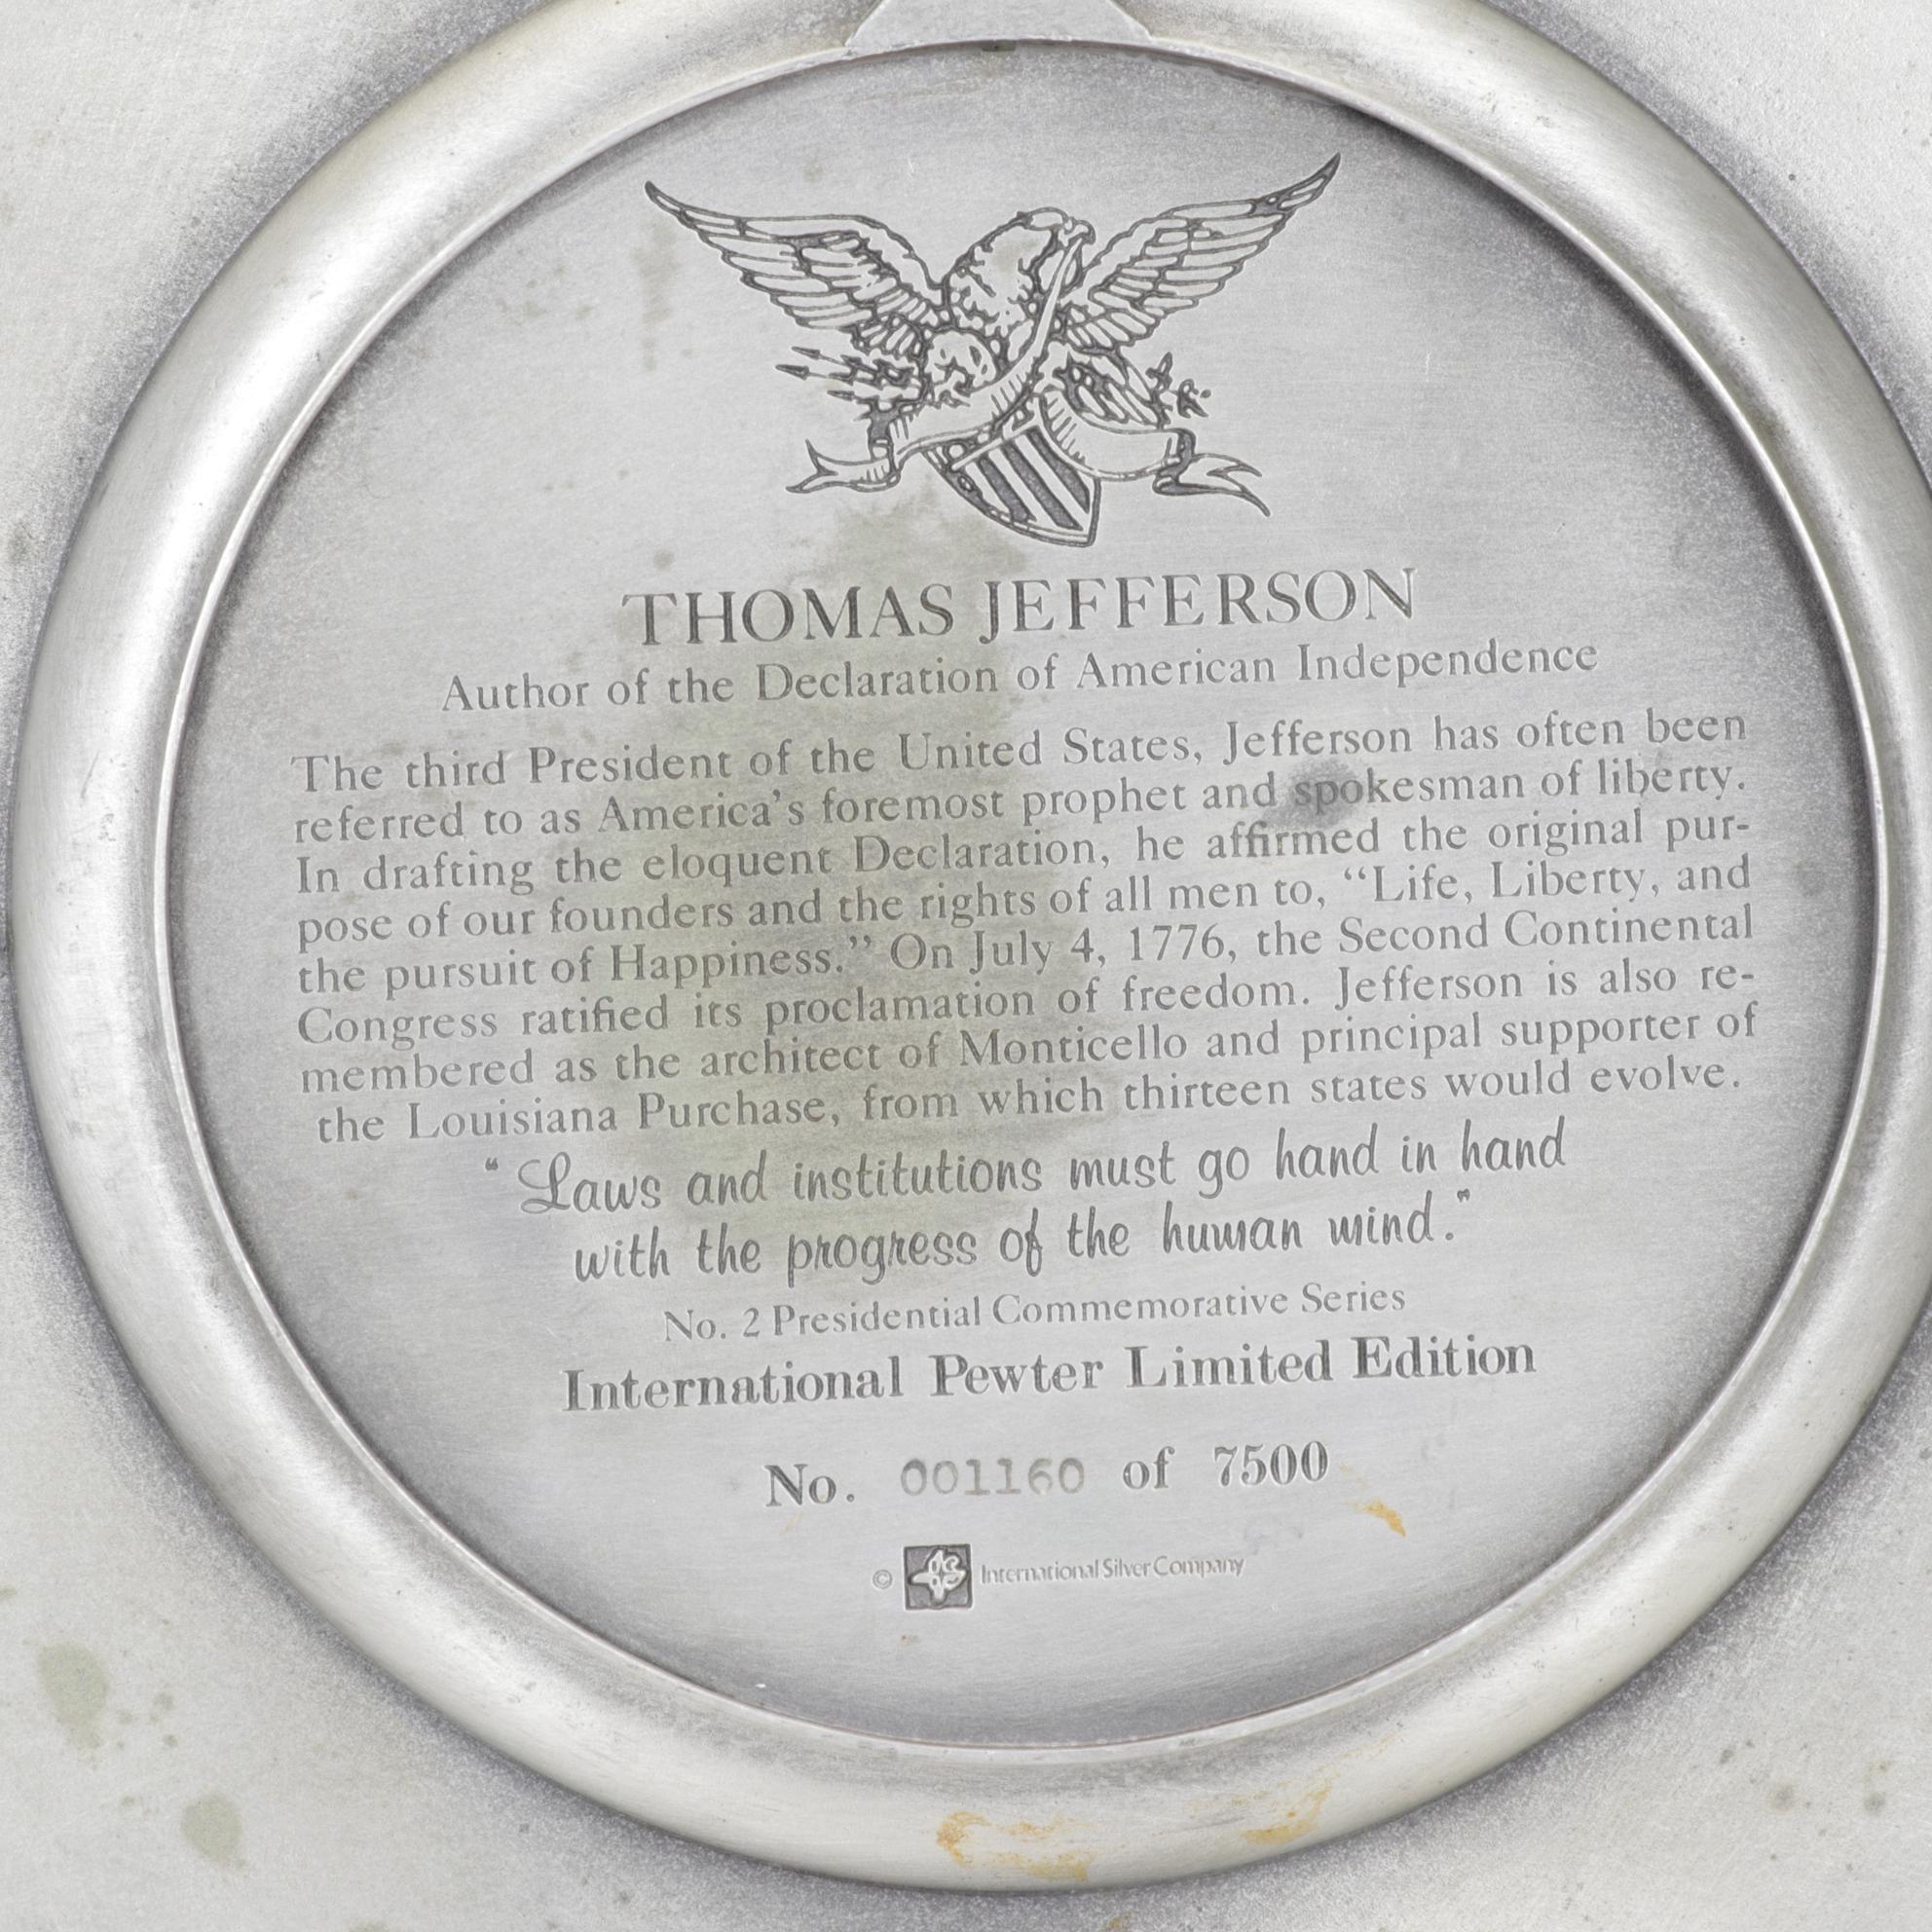 THOMAS JEFFERSON
Author of the Declaration of American Independence
The third President of the United States, Jefferson has often been
referred to as America's foremost prophet and spokesman of liberty.
In drafting the eloquent Declaration, he affirmed the original pur-
pose of our founders and the rights of all men to, “Life, Liberty, and
the pursuit of Happiness.” On July 4, 1776, the Second Continental
Congress ratified its proclamation of freedom. Jefferson is also re-
membered as the architect of Monticello and principal supporter of
the Louisiana Purchase, from which thirteen states would evolve.
“Laws and institutions must go hand in hand
with the progress of the human mind.”
No. 2 Presidential Commemorative Series
International Pewter Limited Edition
No. 001160 of 7500
© International Silver Company